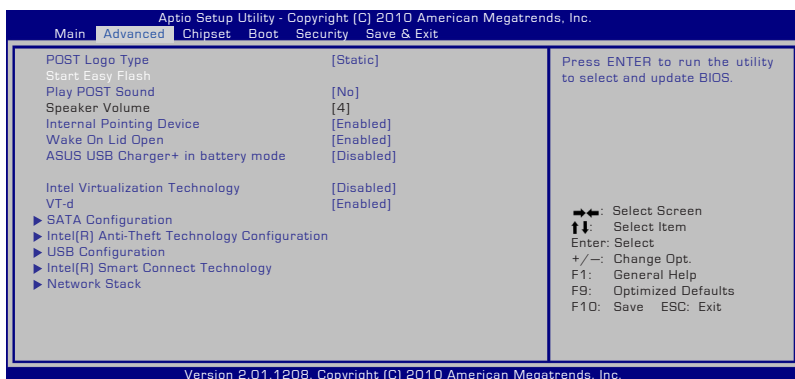 Aptio Setup Utility - Copyright (C) 2010 American Megatrends, Inc.
Main Advanced Chipset Boot Security Save & Exit
POST Logo Type [Static]
Start Easy Flash
Play POST Sound [No]
Speaker Volume [4]
Internal Pointing Device [Enabled]
Wake On Lid Open [Enabled]
ASUS USB Charger+ in battery mode [Disabled]
Intel Virtualization Technology [Disabled]
VT-d [Enabled]
▶ SATA Configuration
▶ Intel(R) Anti-Theft Technology Configuration
▶ USB Configuration
▶ Intel(R) Smart Connect Technology
▶ Network Stack
Press ENTER to run the utility
to select and update BIOS.
→←: Select Screen
↑↓: Select Item
Enter: Select
+/—: Change Opt.
F1: General Help
F9: Optimized Defaults
F10: Save ESC: Exit
Version 2.01.1208. Copyright (C) 2010 American Megatrends, Inc.